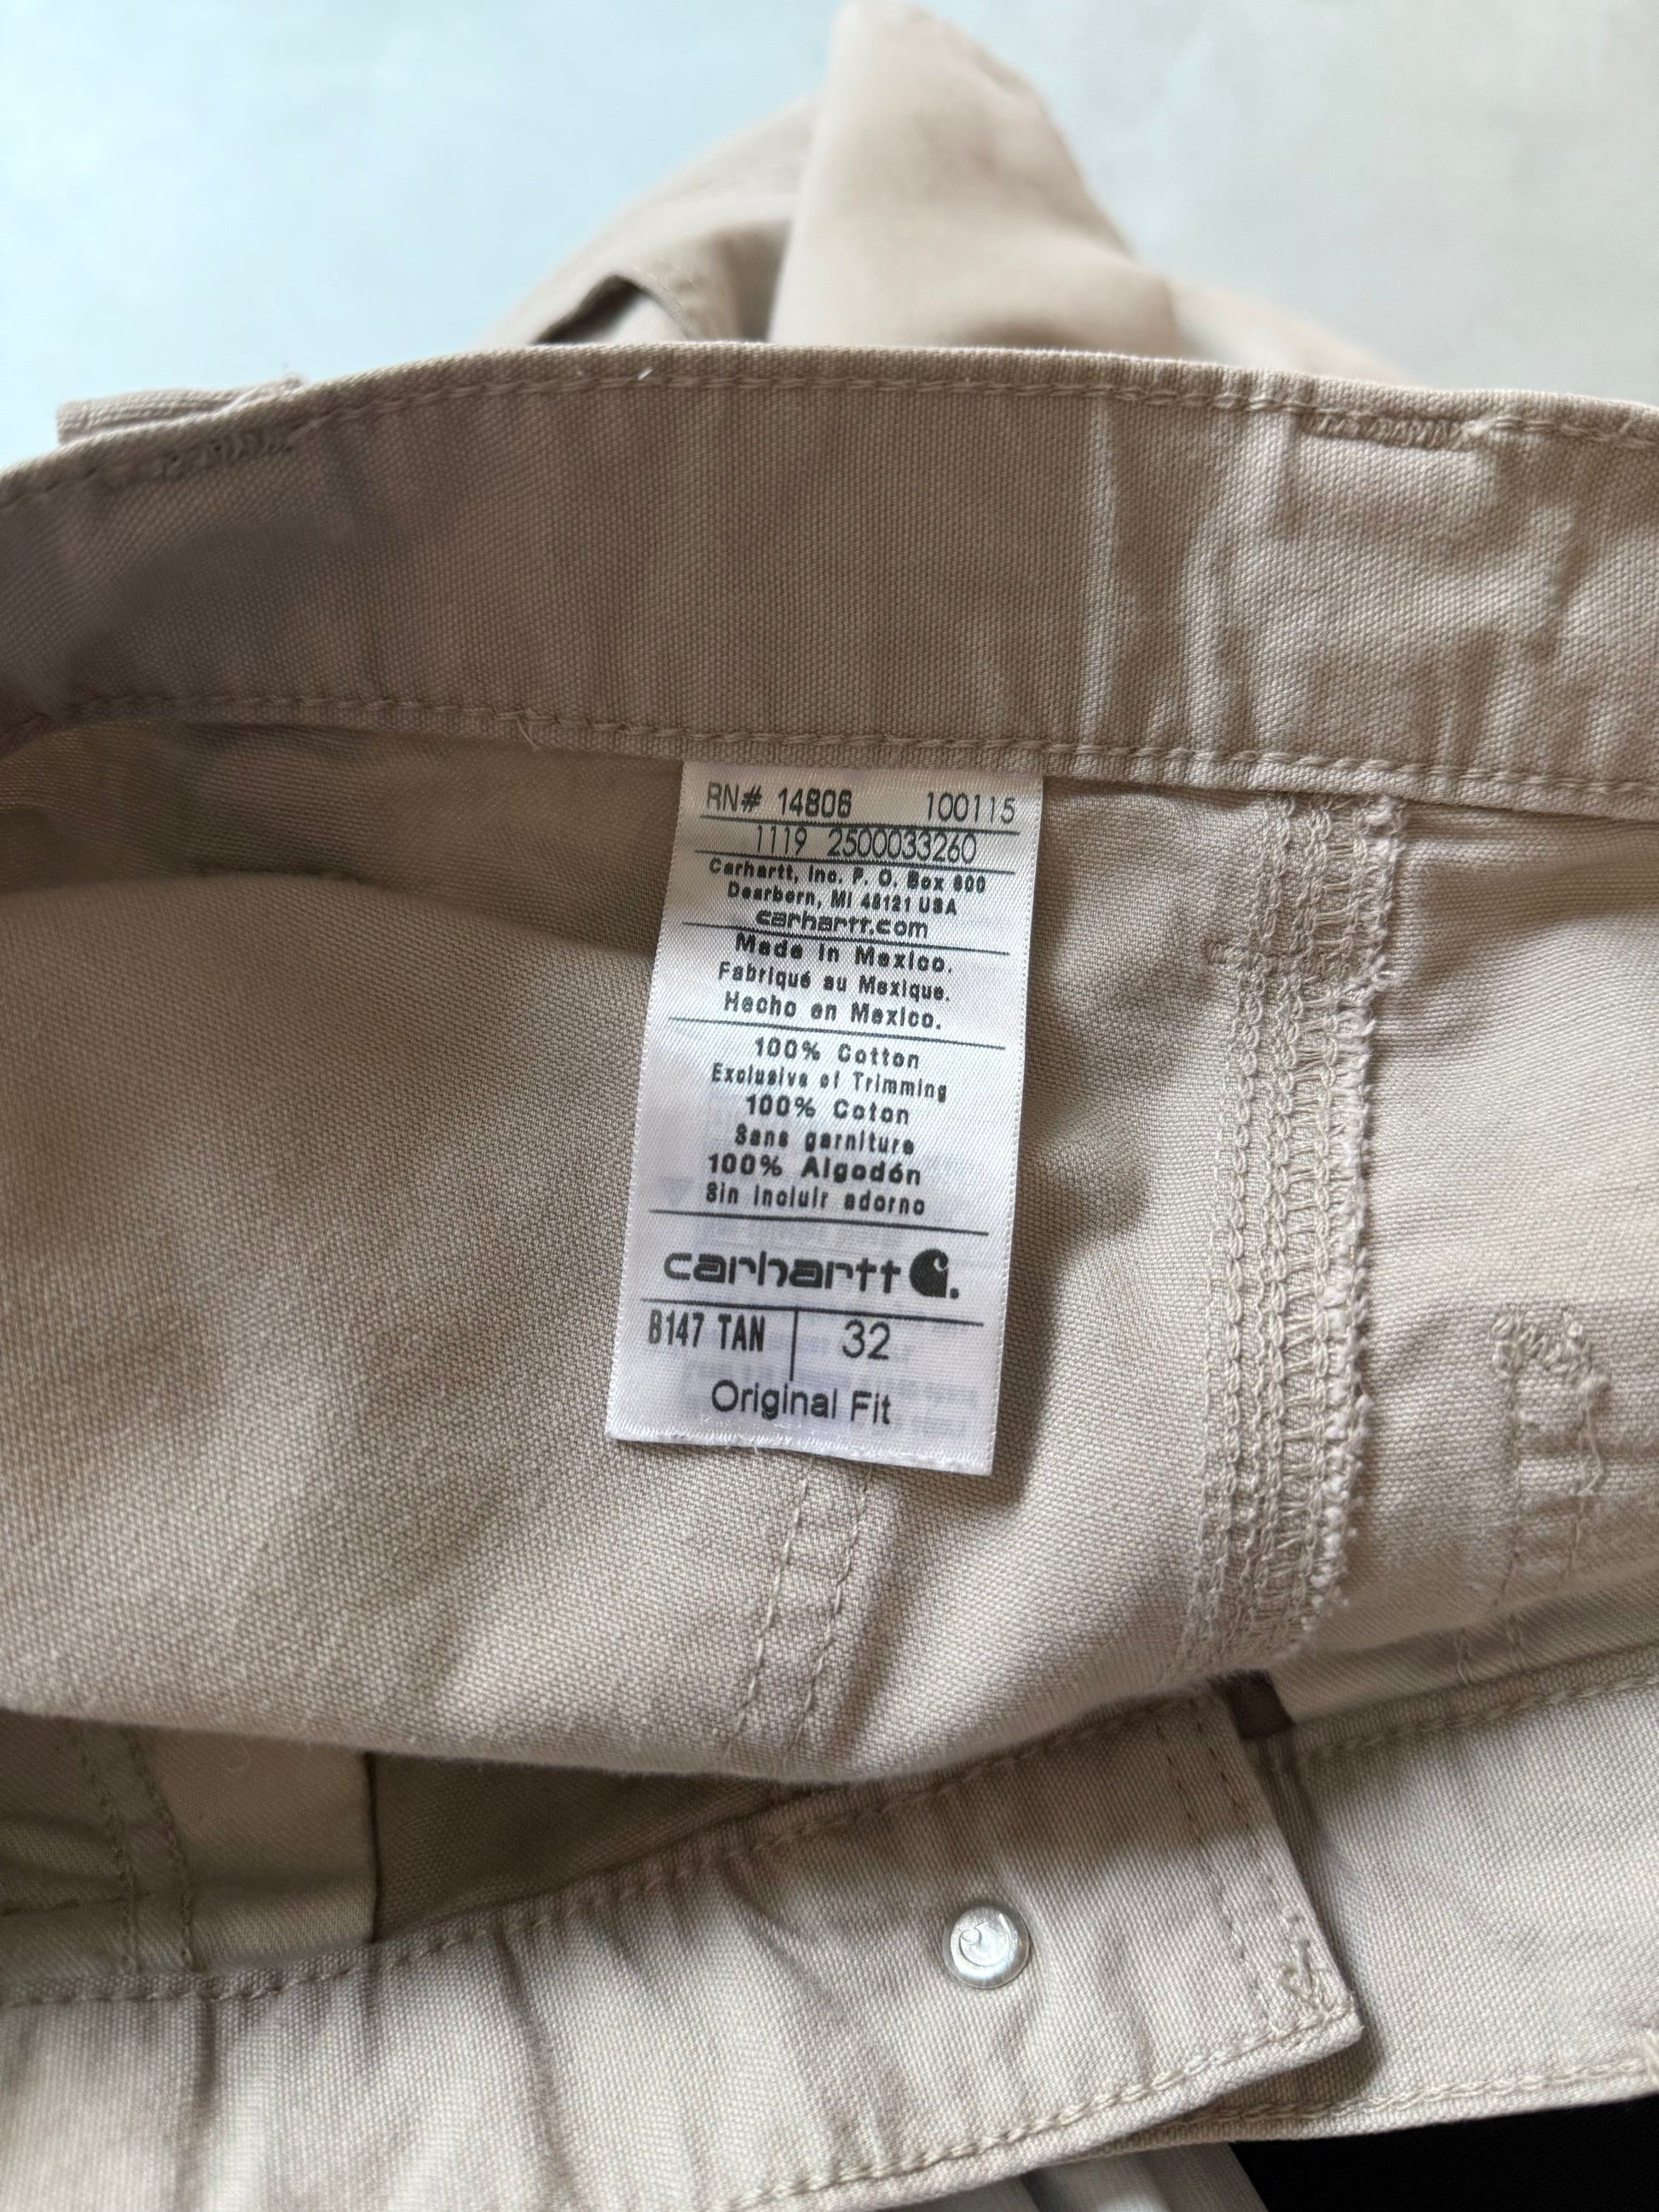 RN# 14806 100115
1119 2500033260
Carhartt, Inc. P. O. Box 600
Dearborn, MI 48121 USA
carhartt.com
Made in Mexico.
Fabriqué au Mexique.
Hecho en Mexico.
100% Cotton
Exclusive of Trimming
100% Coton
Sans garniture
100% Algodón
Sin incluir adorno
carhartt
B147 TAN 32
Original Fit